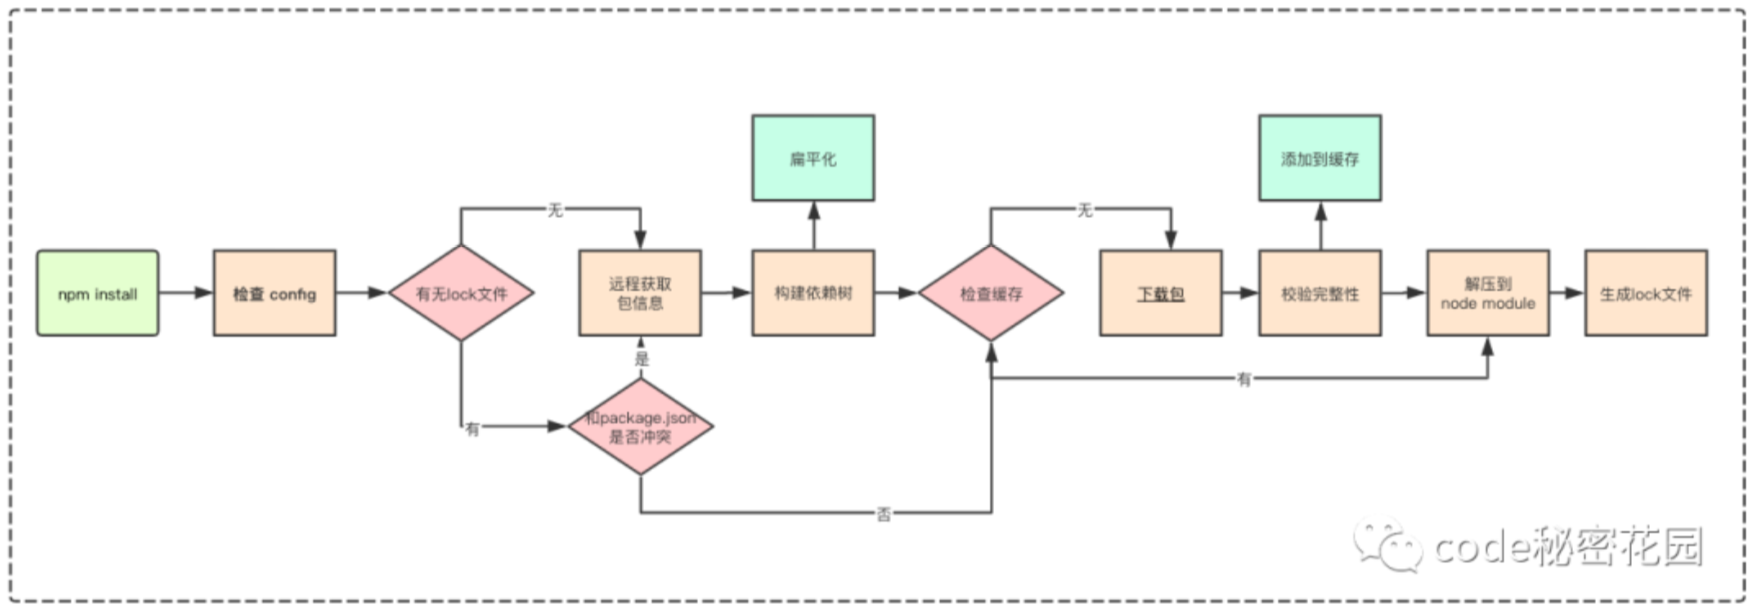 扁平化
添加到缓存
无
无
npm install
检查 config
有无lock文件
远程获取
包信息
构建依赖树
检查缓存
下载包
校验完整性
解压到
node module
生成lock文件
是
有
和package.json
是否冲突
有
否
code秘密花园